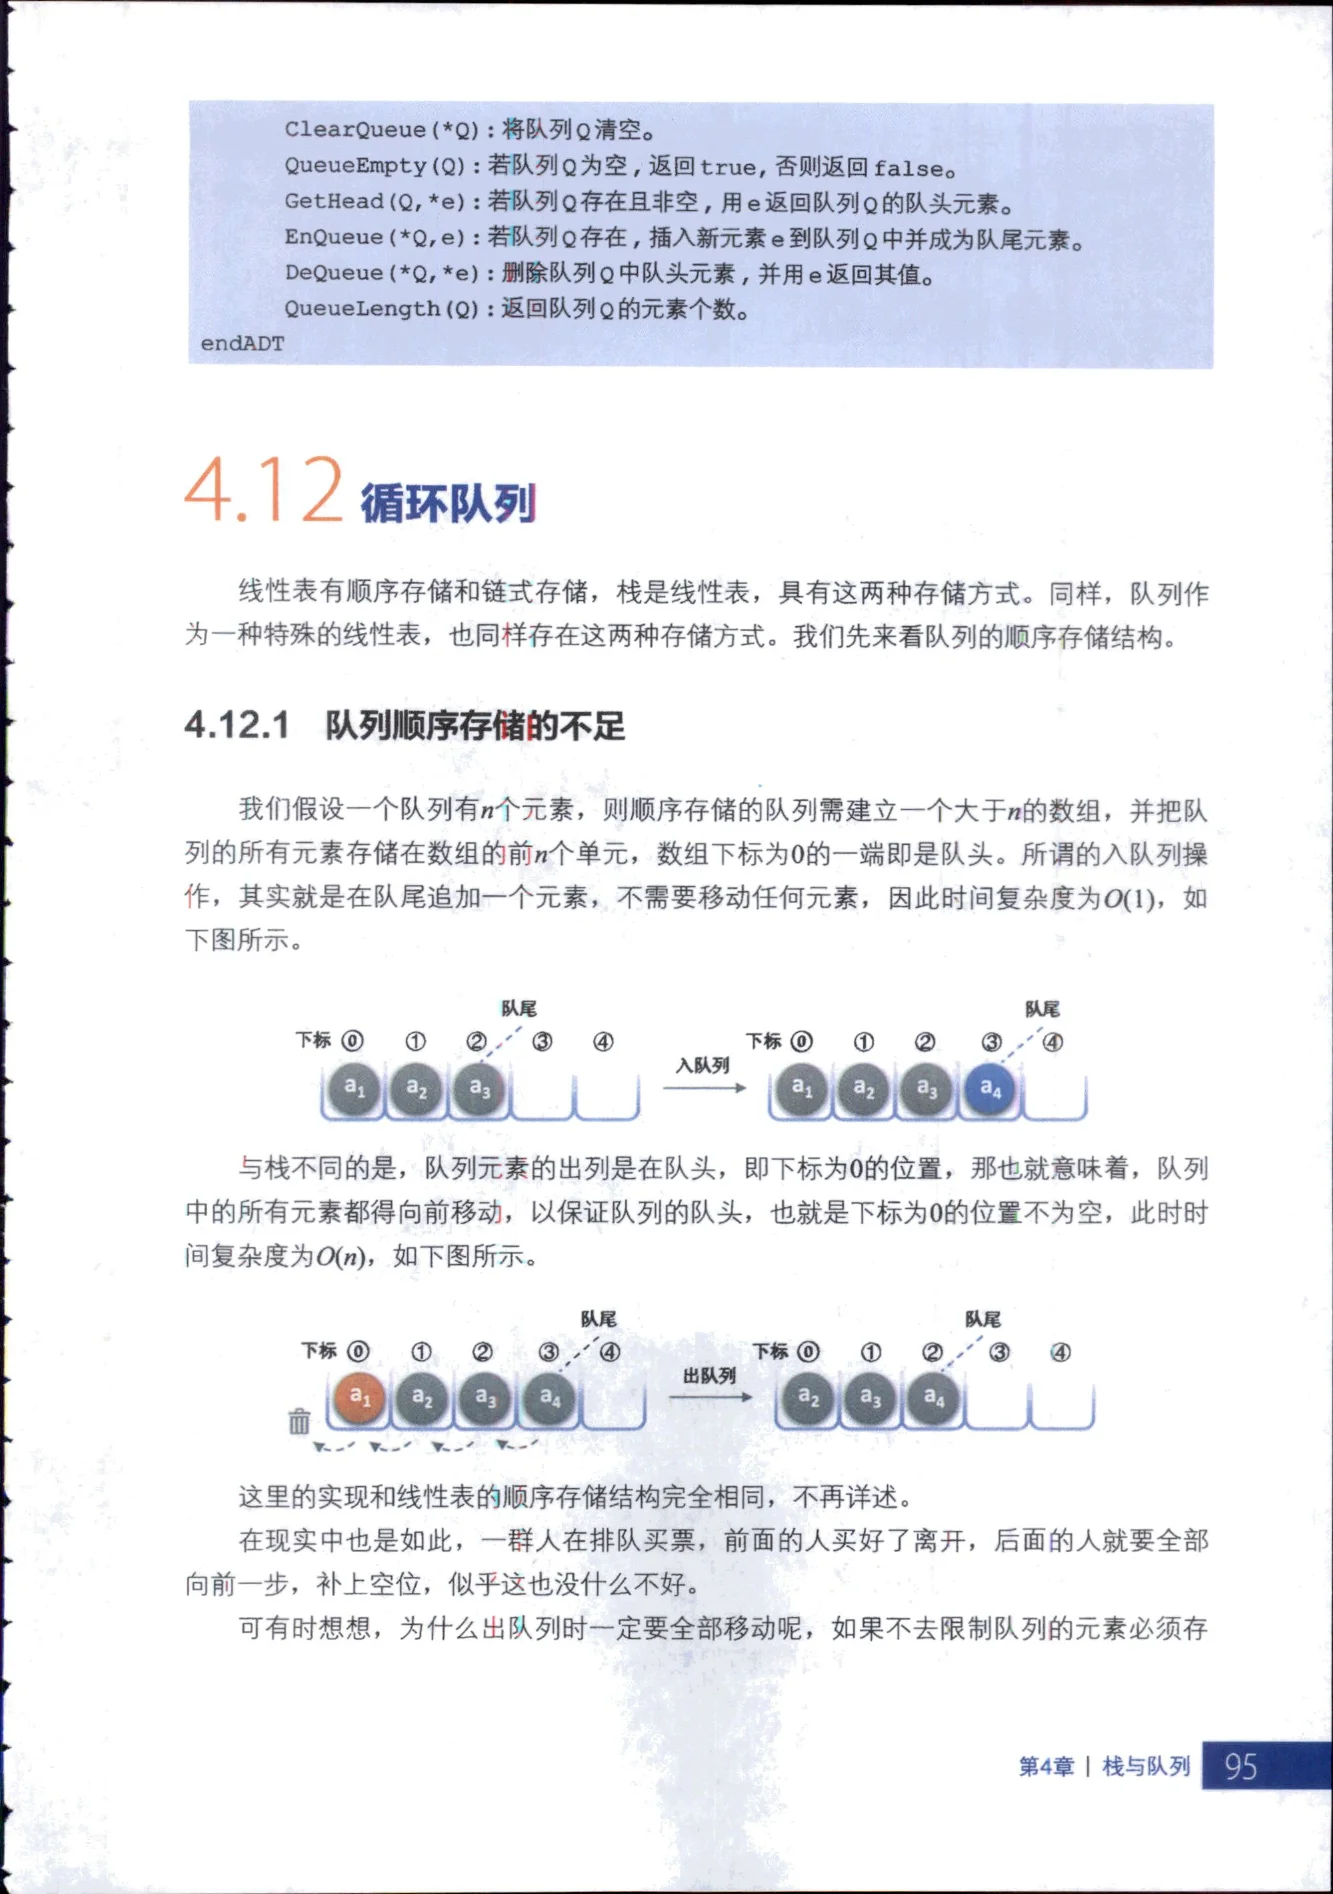 ClearQueue(*Q):将队列Q清空。
QueueEmpty(Q):若队列Q为空,返回true,否则返回false。
GetHead(Q,*e):若队列Q存在且非空,用e返回队列Q的队头元素。
EnQueue(*Q,e):若队列Q存在,插入新元素e到队列Q中并成为队尾元素。
DeQueue(*Q,*e):删除队列Q中队头元素,并用e返回其值。
QueueLength(Q):返回队列Q的元素个数。
endADT
4.12 循环队列
线性表有顺序存储和链式存储，栈是线性表，具有这两种存储方式。同样，队列作
为一种特殊的线性表，也同样存在这两种存储方式。我们先来看队列的顺序存储结构。
4.12.1 队列顺序存储的不足
我们假设一个队列有n个元素，则顺序存储的队列需建立一个大于n的数组，并把队
列的所有元素存储在数组的前n个单元，数组下标为0的一端即是队头。所谓的入队列操
作，其实就是在队尾追加一个元素，不需要移动任何元素，因此时间复杂度为O(1)，如
下图所示。
队尾 队尾
下标 ⓪ ① ② ③ ④ 下标 ⓪ ① ② ③ ④
入队列
a1 a2 a3 a1 a2 a3 a4
与栈不同的是，队列元素的出列是在队头，即下标为0的位置，那也就意味着，队列
中的所有元素都得向前移动，以保证队列的队头，也就是下标为0的位置不为空，此时时
间复杂度为O(n)，如下图所示。
队尾 队尾
下标 ⓪ ① ② ③ ④ 下标 ⓪ ① ② ③ ④
出队列
a1 a2 a3 a4 a2 a3 a4
这里的实现和线性表的顺序存储结构完全相同，不再详述。
在现实中也是如此，一群人在排队买票，前面的人买好了离开，后面的人就要全部
向前一步，补上空位，似乎这也没什么不好。
可有时想想，为什么出队列时一定要全部移动呢，如果不去限制队列的元素必须存
第4章 | 栈与队列 95